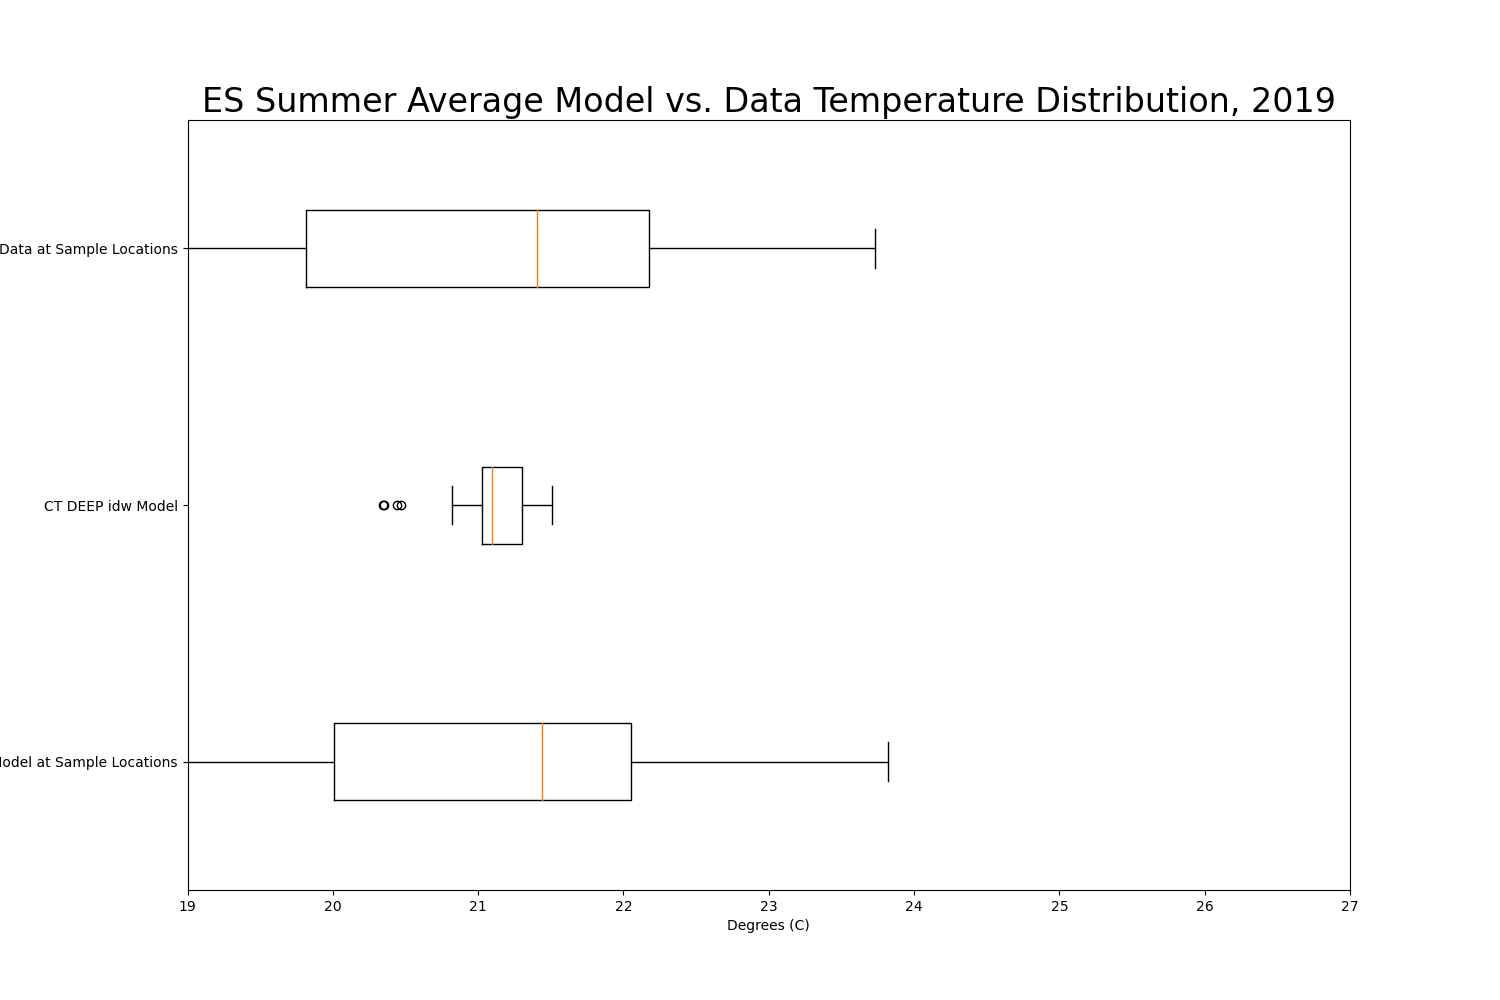 ES Summer Average Model vs. Data Temperature Distribution, 2019
Data at Sample Locations
CT DEEP idw Model
at Sample Locations
19 20 21 22 23 24 25 26 27
Degrees (C)